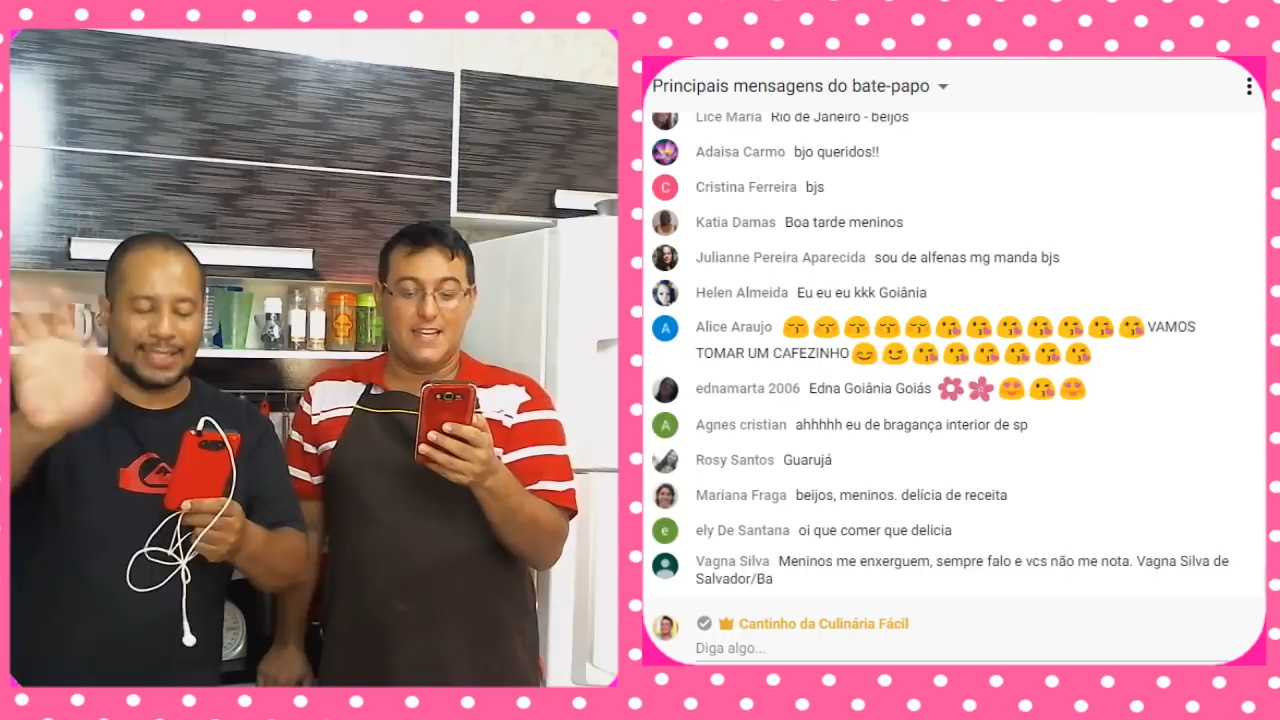 Principais mensagens do bate-papo
Lice Maria Rio de Janeiro - beijos
Adaisa Carmo bjo queridos!!
C Cristina Ferreira bjs
Katia Damas Boa tarde meninos
Julianne Pereira Aparecida sou de alfenas mg manda bjs
Helen Almeida Eu eu eu kkk Goiânia
A Alice Araujo 😚😚😚😚😚😘😘😘😘😘😘😘VAMOS
TOMAR UM CAFEZINHO😊😉😘😘😘😘😘😘
ednamarta 2006 Edna Goiânia Goiás 🌸🌸😍😘😍
A Agnes cristian ahhhhh eu de bragança interior de sp
Rosy Santos Guarujá
Mariana Fraga beijos, meninos. delícia de receita
e ely De Santana oi que comer que delicia
Vagna Silva Meninos me enxerguem, sempre falo e vcs não me nota. Vagna Silva de
Salvador/Ba
Cantinho da Culinária Fácil
Diga algo...